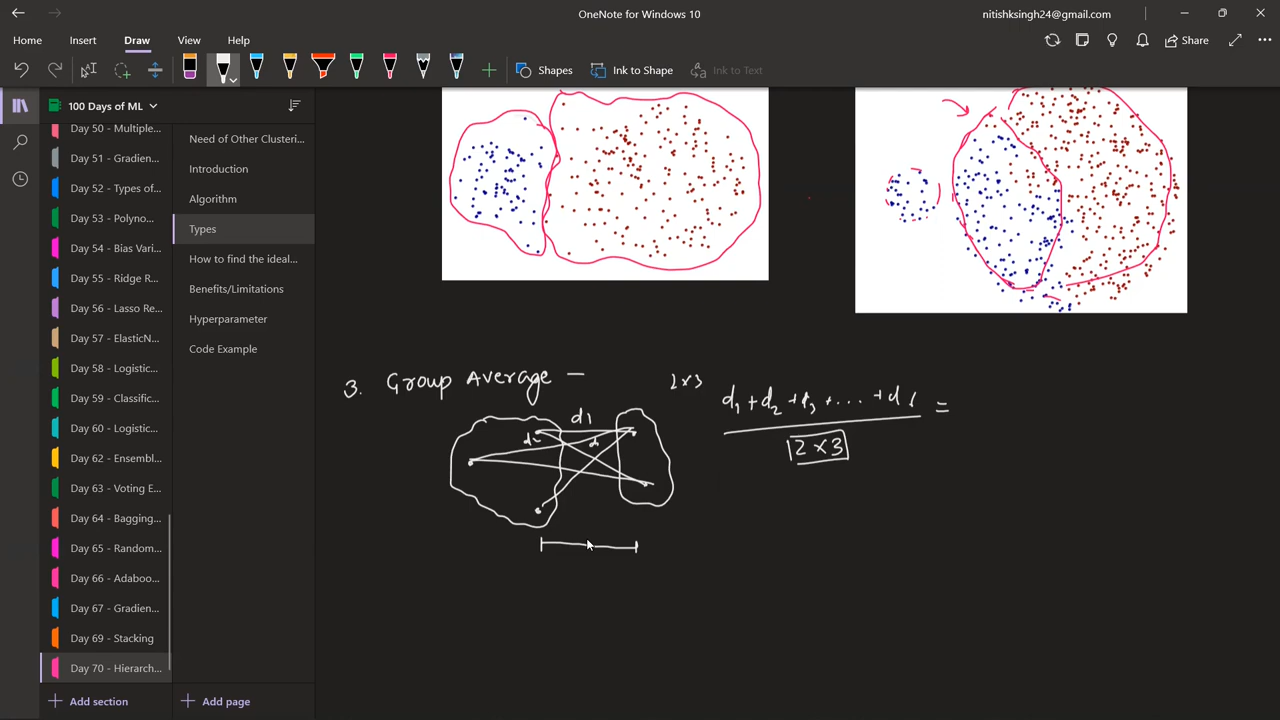 OneNote for Windows 10
nitishksingh24@gmail.com
Home
Insert
Draw
View
Help
Share
Shapes
Ink to Shape
Ink to Text
100 Days of ML
Day 50 - Multiple...
Day 51 - Gradien...
Day 52 - Types of...
Day 53 - Polyno...
Day 54 - Bias Vari...
Day 55 - Ridge R...
Day 56 - Lasso Re...
Day 57 - ElasticN...
Day 58 - Logistic...
Day 59 - Classific...
Day 60 - Logistic...
Day 62 - Ensembl...
Day 63 - Voting E...
Day 64 - Bagging...
Day 65 - Random...
Day 66 - Adaboo...
Day 67 - Gradien...
Day 69 - Stacking
Day 70 - Hierarch...
Add section
Need of Other Clusteri...
Introduction
Algorithm
Types
How to find the ideal...
Benefits/Limitations
Hyperparameter
Code Example
Add page
3. Group Average -
d1
2x3
d1 + d2 + d3 + .... + d =
2 x 3